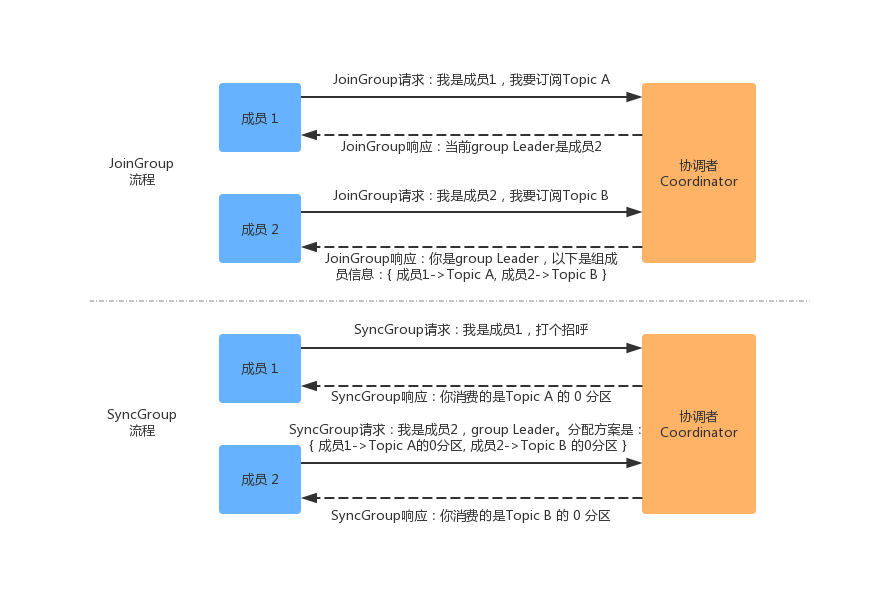 JoinGroup请求：我是成员1，我要订阅Topic A
成员 1
JoinGroup响应：当前group Leader是成员2
JoinGroup
流程
协调者
Coordinator
JoinGroup请求：我是成员2，我要订阅Topic B
成员 2
JoinGroup响应：你是group Leader，以下是组成
员信息：{ 成员1->Topic A, 成员2->Topic B }
SyncGroup请求：我是成员1，打个招呼
成员 1
SyncGroup响应：你消费的是Topic A 的 0 分区
SyncGroup
流程
协调者
Coordinator
SyncGroup请求：我是成员2，group Leader。分配方案是：
{ 成员1->Topic A的0分区, 成员2->Topic B 的0分区 }
成员 2
SyncGroup响应：你消费的是Topic B 的 0 分区